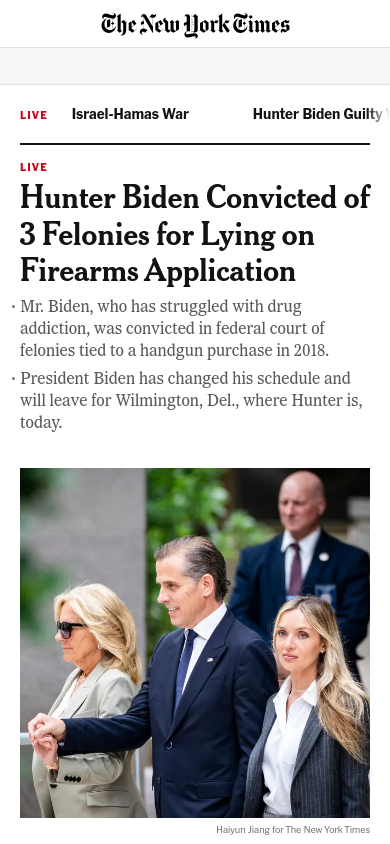 The New York Times
LIVE Israel-Hamas War Hunter Biden Guilty
LIVE
Hunter Biden Convicted of
3 Felonies for Lying on
Firearms Application
· Mr. Biden, who has struggled with drug
addiction, was convicted in federal court of
felonies tied to a handgun purchase in 2018.
· President Biden has changed his schedule and
will leave for Wilmington, Del., where Hunter is,
today.
Haiyun Jiang for The New York Times